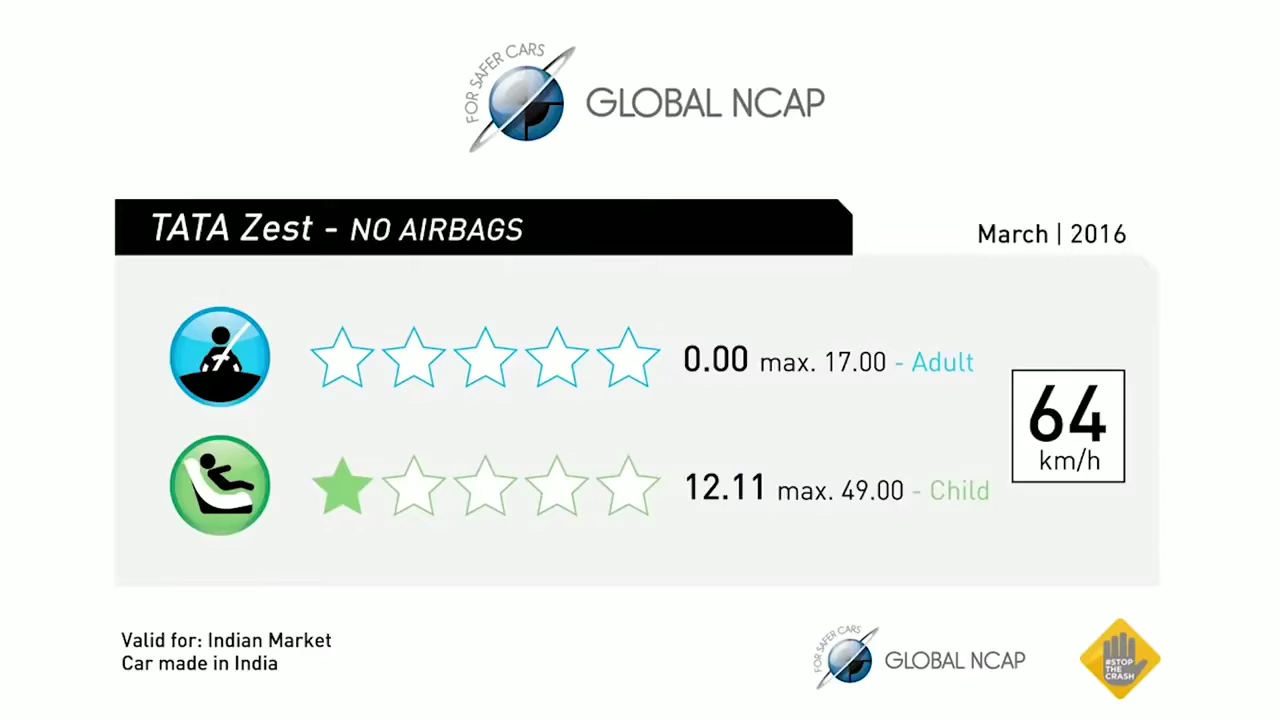 FOR SAFER CARS
GLOBAL NCAP
TATA Zest - NO AIRBAGS
March | 2016
0.00 max. 17.00 - Adult
12.11 max. 49.00 - Child
64
km/h
Valid for: Indian Market
Car made in India
FOR SAFER CARS
GLOBAL NCAP
#STOP
THE
CRASH